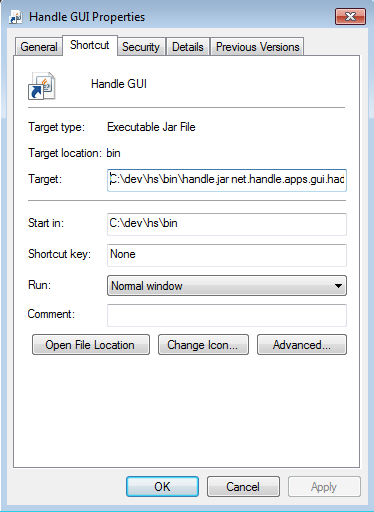 Handle GUI Properties
General Shortcut Security Details Previous Versions
Handle GUI
Target type: Executable Jar File
Target location: bin
Target: C:\dev\hs\bin\handle.jar net.handle.apps.gui.had
Start in: C:\dev\hs\bin
Shortcut key: None
Run: Normal window
Comment:
Open File Location Change Icon... Advanced...
OK Cancel Apply